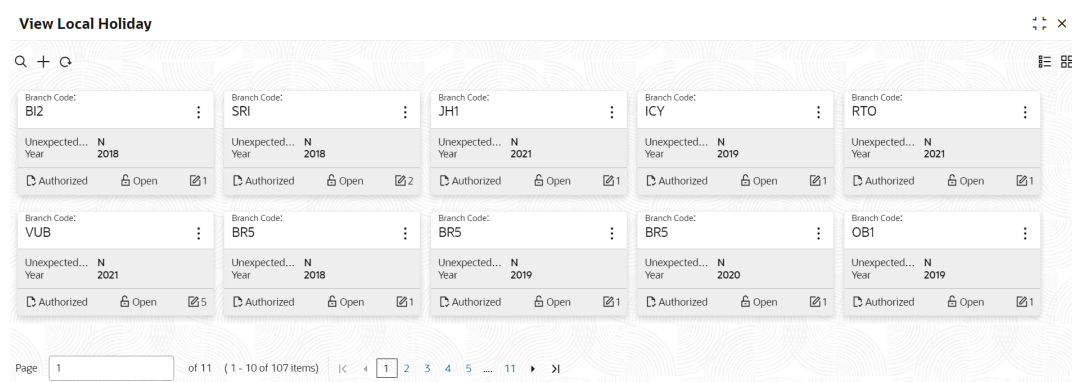 View Local Holiday
Branch Code: Branch Code: Branch Code: Branch Code: Branch Code:
BI2 SRI JH1 ICY RTO
Unexpected... N Unexpected... N Unexpected... N Unexpected... N Unexpected... N
Year 2018 Year 2018 Year 2021 Year 2019 Year 2021
Authorized Open 1 Authorized Open 2 Authorized Open 1 Authorized Open 1 Authorized Open 1
Branch Code: Branch Code: Branch Code: Branch Code: Branch Code:
VUB BR5 BR5 BR5 OB1
Unexpected... N Unexpected... N Unexpected... N Unexpected... N Unexpected... N
Year 2021 Year 2018 Year 2019 Year 2020 Year 2019
Authorized Open 5 Authorized Open 1 Authorized Open 1 Authorized Open 1 Authorized Open 1
Page 1 of 11 ( 1 - 10 of 107 items) 1 2 3 4 5 .... 11